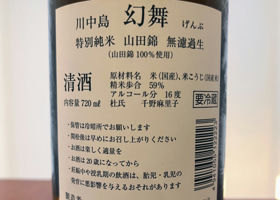 川中島 幻舞 げんぶ
特別純米 山田錦 無濾過生
(山田錦100%使用)
清酒
内容量 720ml
原材料名 米(国産)、米こうじ(国産米)
精米歩合 59%
アルコール分 16度
杜氏 千野麻里子
要冷蔵
・保管は冷暗所でお願いします
・開栓後は早めにお召し上がりください
・お酒は楽しく適量を
・お酒は20歳になってから
・妊娠中や授乳期の飲酒は、胎児・乳児の
発育に悪影響を与えるおそれがあります